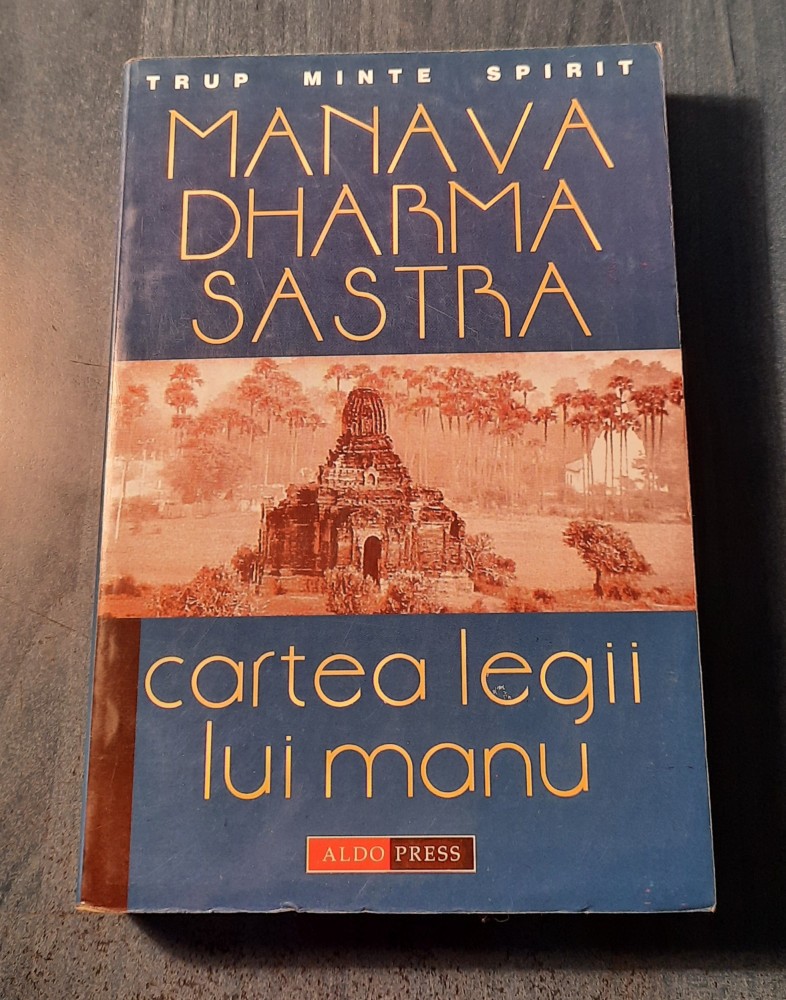 TRUP MINTE SPIRIT
MANAVA
DHARMA
SASTRA
cartea legii
lui manu
ALDO PRESS